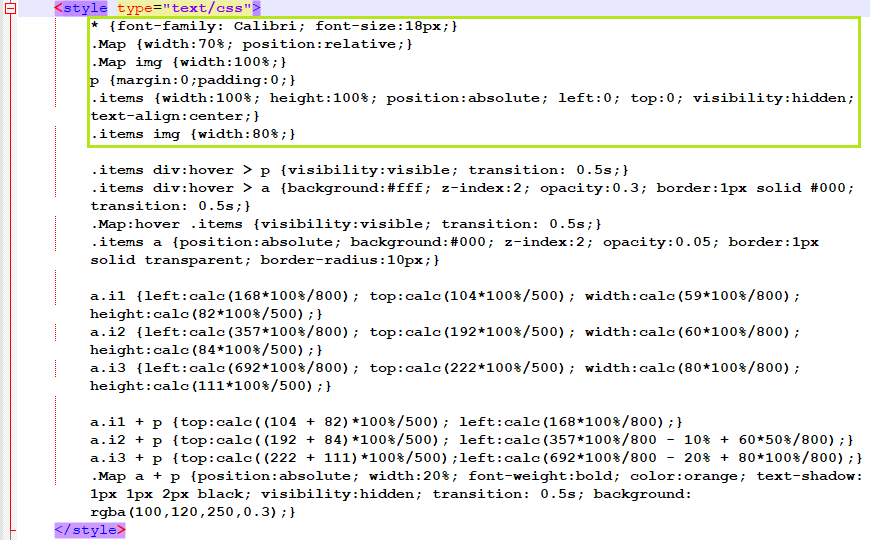 <style type="text/css">
* {font-family: Calibri; font-size:18px;}
.Map {width:70%; position:relative;}
.Map img {width:100%;}
p {margin:0;padding:0;}
.items {width:100%; height:100%; position:absolute; left:0; top:0; visibility:hidden;
text-align:center;}
.items img {width:80%;}
.items div:hover > p {visibility:visible; transition: 0.5s;}
.items div:hover > a {background:#fff; z-index:2; opacity:0.3; border:1px solid #000;
transition: 0.5s;}
.Map:hover .items {visibility:visible; transition: 0.5s;}
.items a {position:absolute; background:#000; z-index:2; opacity:0.05; border:1px
solid transparent; border-radius:10px;}
a.i1 {left:calc(168*100%/800); top:calc(104*100%/500); width:calc(59*100%/800);
height:calc(82*100%/500);}
a.i2 {left:calc(357*100%/800); top:calc(192*100%/500); width:calc(60*100%/800);
height:calc(84*100%/500);}
a.i3 {left:calc(692*100%/800); top:calc(222*100%/500); width:calc(80*100%/800);
height:calc(111*100%/500);}
a.i1 + p {top:calc((104 + 82)*100%/500); left:calc(168*100%/800);}
a.i2 + p {top:calc((192 + 84)*100%/500); left:calc(357*100%/800 - 10% + 60*50%/800);}
a.i3 + p {top:calc((222 + 111)*100%/500);left:calc(692*100%/800 - 20% + 80*100%/800);}
.Map a + p {position:absolute; width:20%; font-weight:bold; color:orange; text-shadow:
1px 1px 2px black; visibility:hidden; transition: 0.5s; background:
rgba(100,120,250,0.3);}
</style>